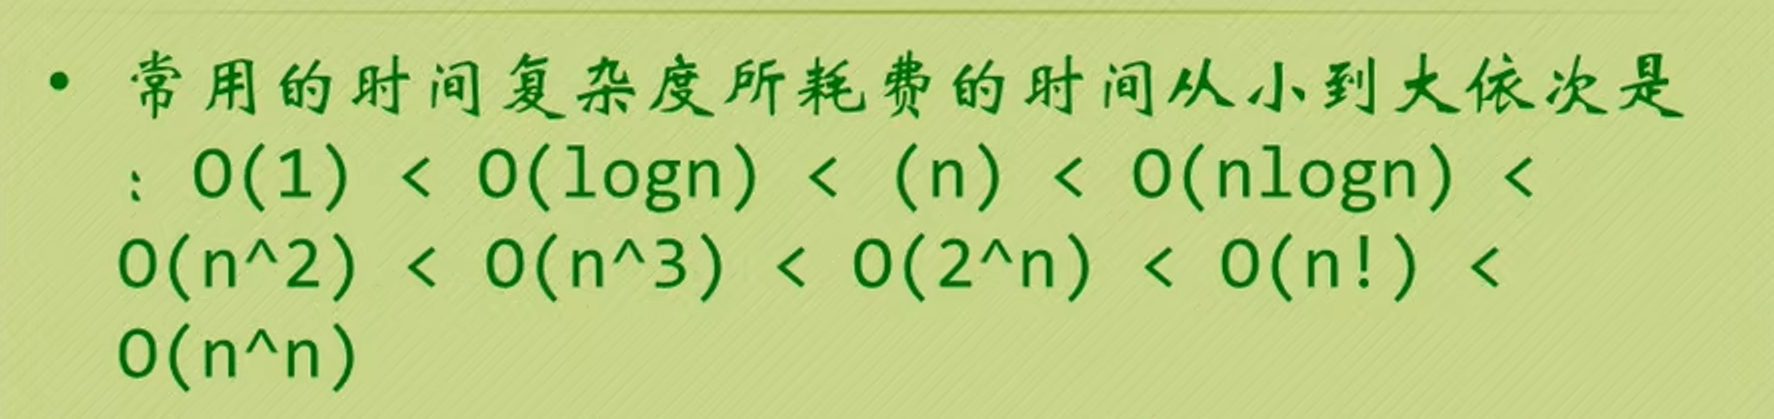 • 常用的时间复杂度所耗费的时间从小到大依次是
：O(1) < O(logn) < (n) < O(nlogn) <
O(n^2) < O(n^3) < O(2^n) < O(n!) <
O(n^n)